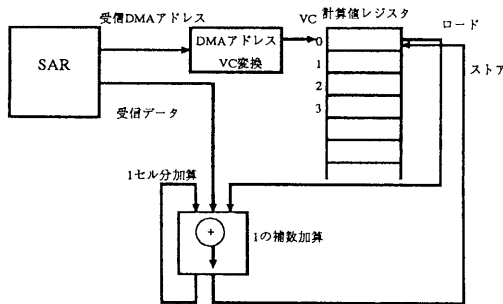 受信DMAアドレス
SAR
DMAアドレス
VC変換
VC
計算値レジスタ
0
1
2
3
ロード
ストア
受信データ
1セル分加算
+
1の補数加算